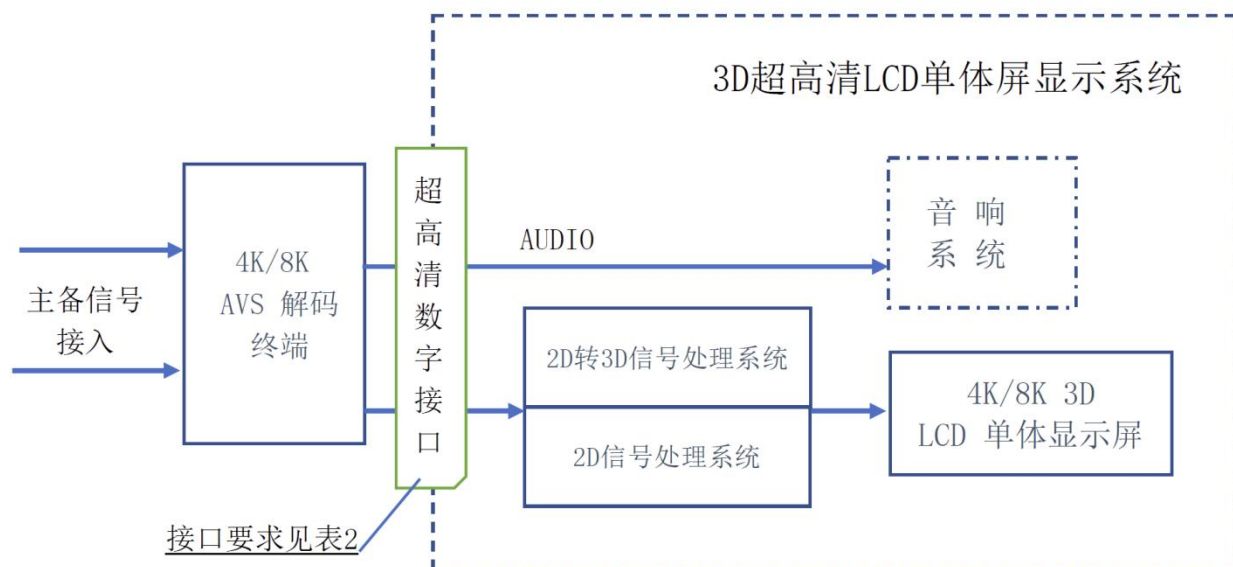 3D超高清LCD单体屏显示系统
主备信号
接入
4K/8K
AVS 解码
终端
超
高
清
数
字
接
口
AUDIO
音 响
系 统
2D转3D信号处理系统
2D信号处理系统
4K/8K 3D
LCD 单体显示屏
接口要求见表2